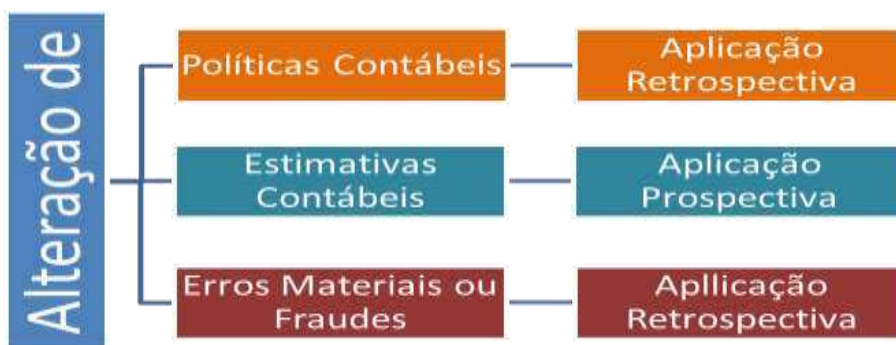 Alteração de
Políticas Contábeis
Aplicação
Retrospectiva
Estimativas
Contábeis
Aplicação
Prospectiva
Erros Materiais ou
Fraudes
Apllicação
Retrospectiva